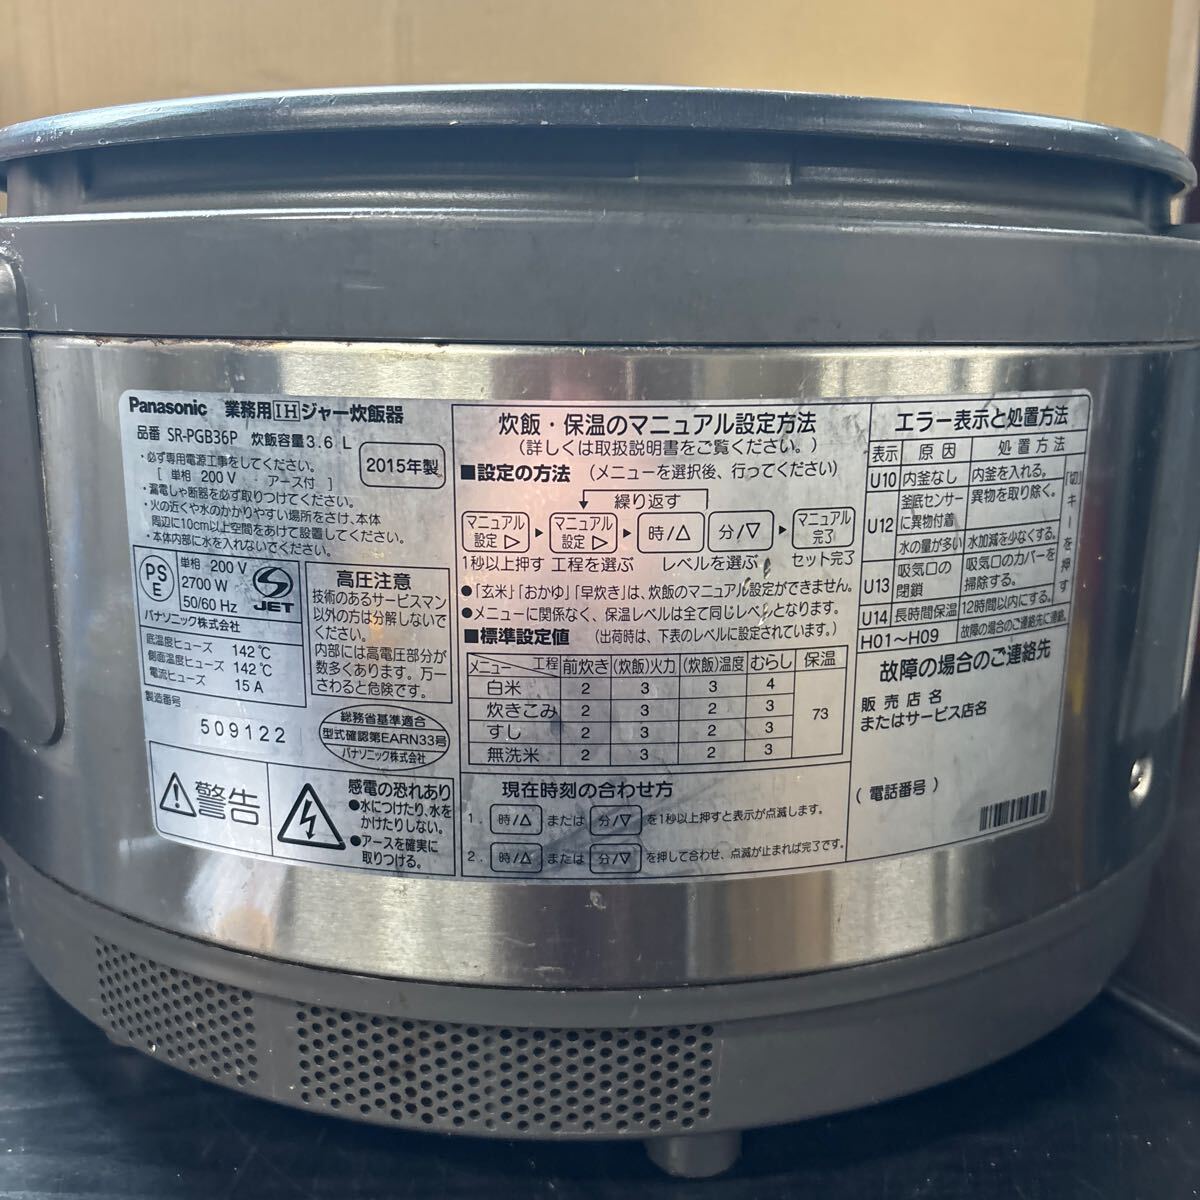 Panasonic 業務用IHジャー炊飯器
品番 SR-PGB36P 炊飯容量3.6 L
2015年製
・必ず専用電源工事をしてください。
[ 単相 200 V ・ アース付 ]
・漏電しゃ断器を必ず取りつけてください。
・火の近くや水のかかりやすい場所をさけ、本体
周辺に10cm以上空間をあけて設置してください。
・本体内部に水を入れないでください。
PS
E
単相 200 V
2700 W
50/60 Hz
JET
パナソニック株式会社
底温度ヒューズ 142℃
側面温度ヒューズ 142℃
電流ヒューズ 15 A
製造番号
509122
高圧注意
技術のあるサービスマン
以外の方は分解しないで
ください。
内部には高電圧部分が
数多くあります。万一
さわると危険です。
総務省基準適合
型式確認第EARN33号
パナソニック株式会社
警告
感電の恐れあり
●水につけたり、水を
かけたりしない。
●アースを確実に
取りつける。
炊飯・保温のマニュアル設定方法
(詳しくは取扱説明書をご覧ください。)
■設定の方法 (メニューを選択後、行ってください)
繰り返す
マニュアル設定 ▷ ▶ マニュアル設定 ▷ ▶ 時/△ 分/▽ ▶ マニュアル完了
1秒以上押す 工程を選ぶ レベルを選ぶ セット完了
●「玄米」「おかゆ」「早炊き」は、炊飯のマニュアル設定ができません。
●メニューに関係なく、保温レベルは全て同じレベルとなります。
■標準設定値 (出荷時は、下表のレベルに設定されています。)
メニュー 工程 前炊き (炊飯)火力 (炊飯)温度 むらし 保温
白米 2 3 3 4
炊きこみ 2 3 2 3
73
すし 2 3 2 3
無洗米 2 3 2 3
現在時刻の合わせ方
1. 時/△ または 分/▽ を1秒以上押すと表示が点滅します。
2. 時/△ または 分/▽ を押して合わせ、点滅が止まれば完了です。
エラー表示と処置方法
表示 原因 処置方法
U10 内釜なし 内釜を入れる。
U12 釜底センサーに異物付着 異物を取り除く。
水の量が多い 水加減を少なくする。
U13 吸気口の閉鎖 吸気口のカバーを掃除する。
U14 長時間保温 12時間以内にする。
「切」キーを押す
H01〜H09 故障の場合のご連絡先に連絡。
故障の場合のご連絡先
販売店名
またはサービス店名
( 電話番号 )